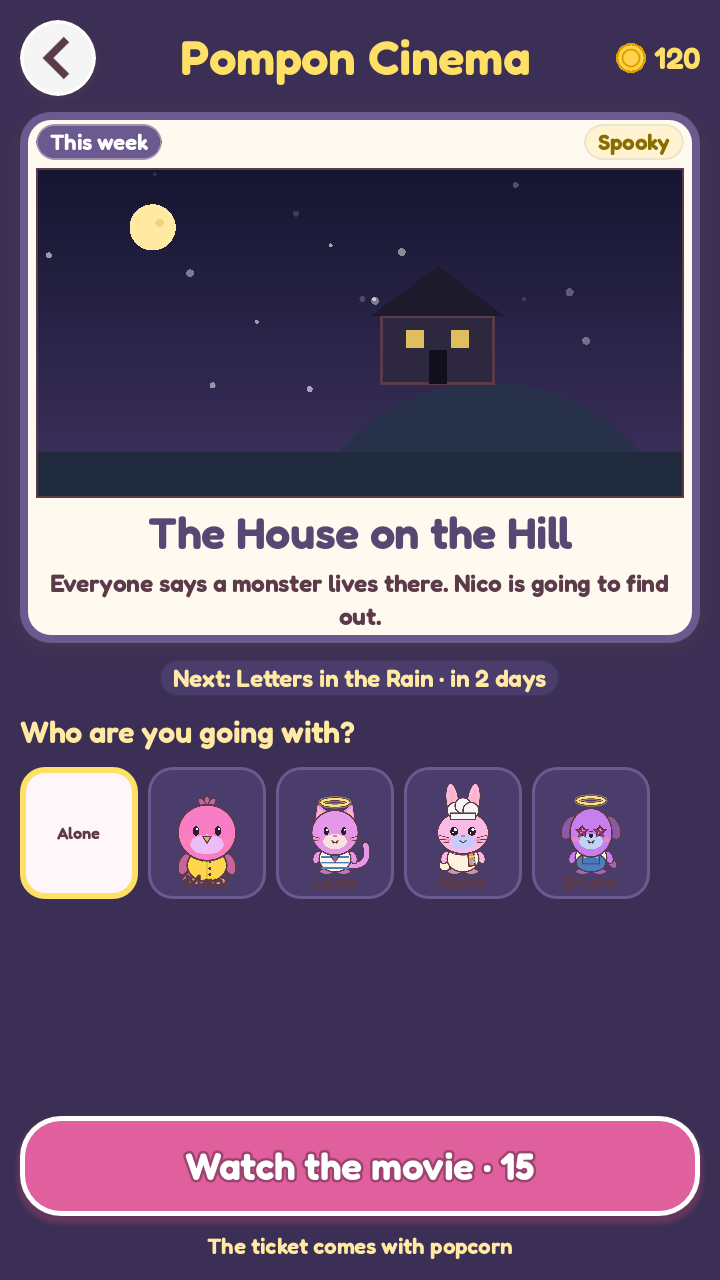 Pompon Cinema
120
This week
Spooky
The House on the Hill
Everyone says a monster lives there. Nico is going to find
out.
Next: Letters in the Rain · in 2 days
Who are you going with?
Alone
Watch the movie · 15
The ticket comes with popcorn